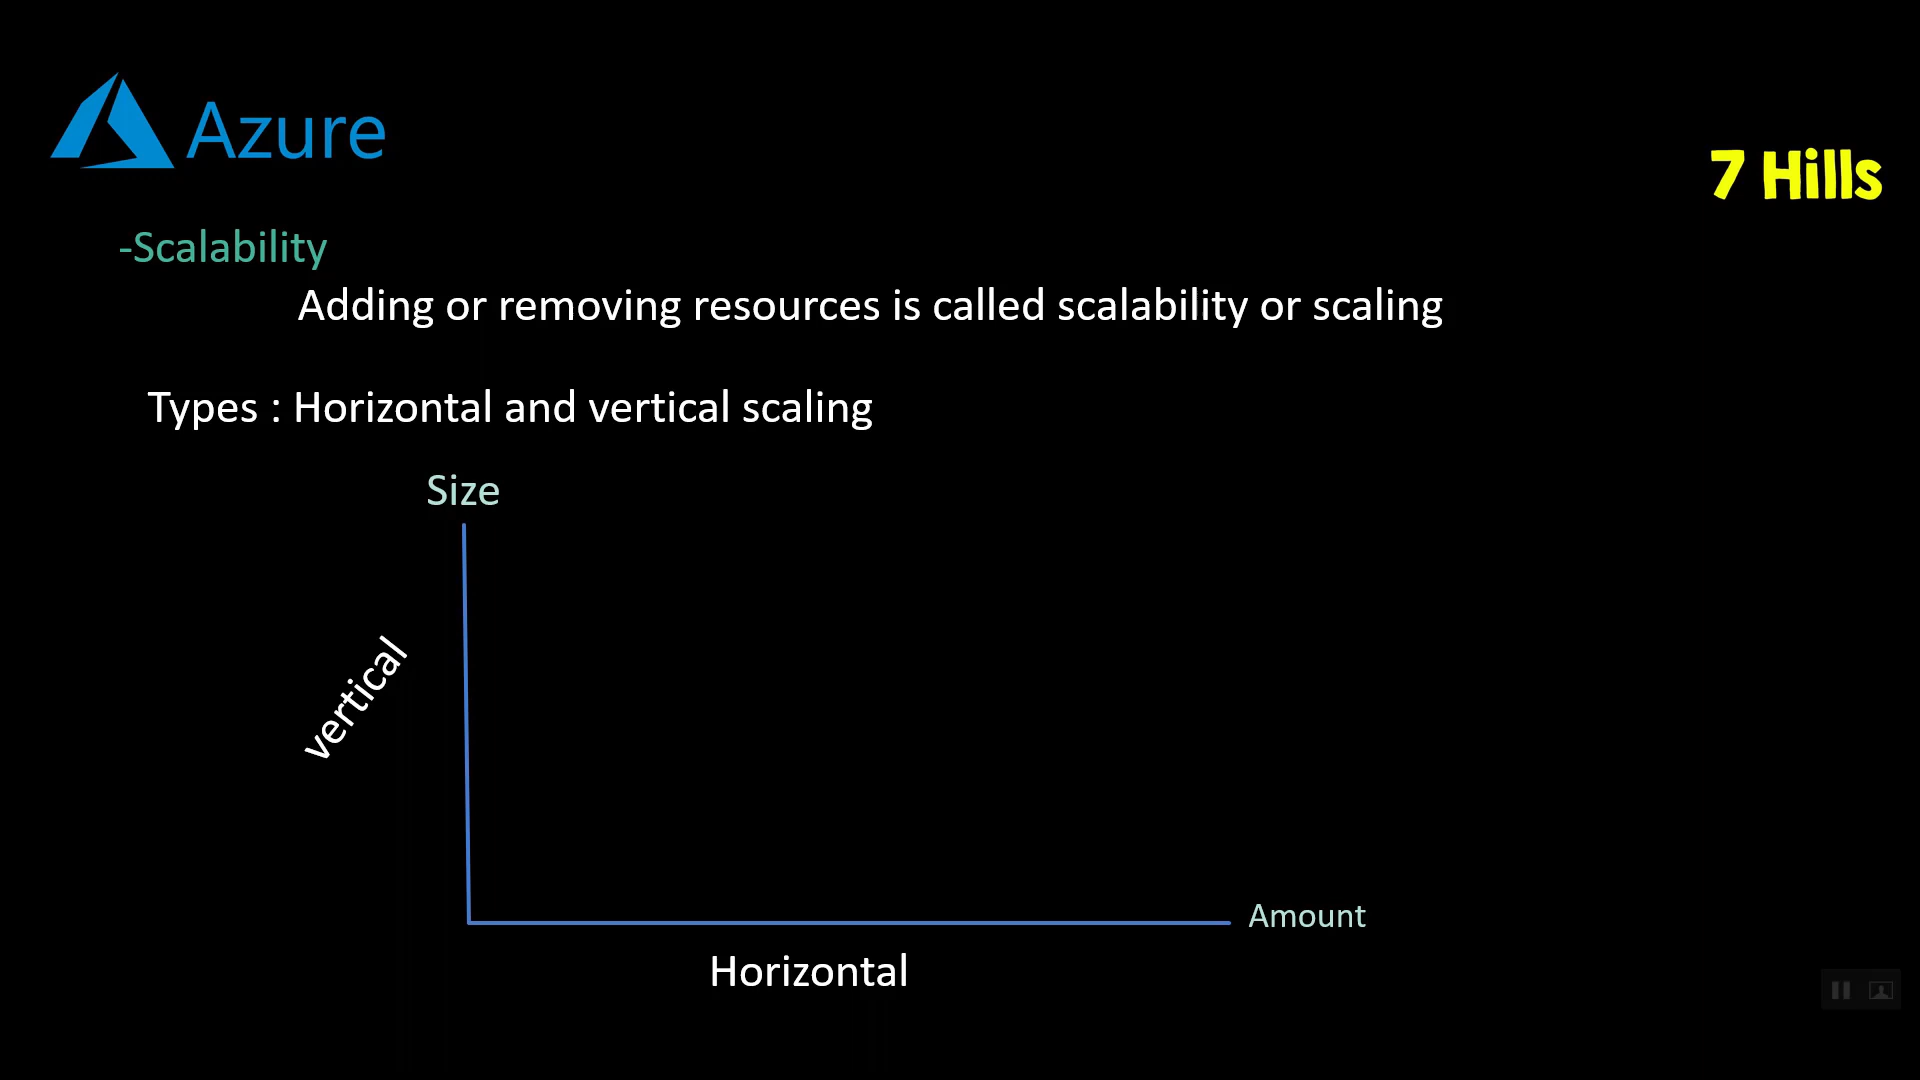 Azure
7 Hills
-Scalability
Adding or removing resources is called scalability or scaling
Types : Horizontal and vertical scaling
Size
vertical
Amount
Horizontal